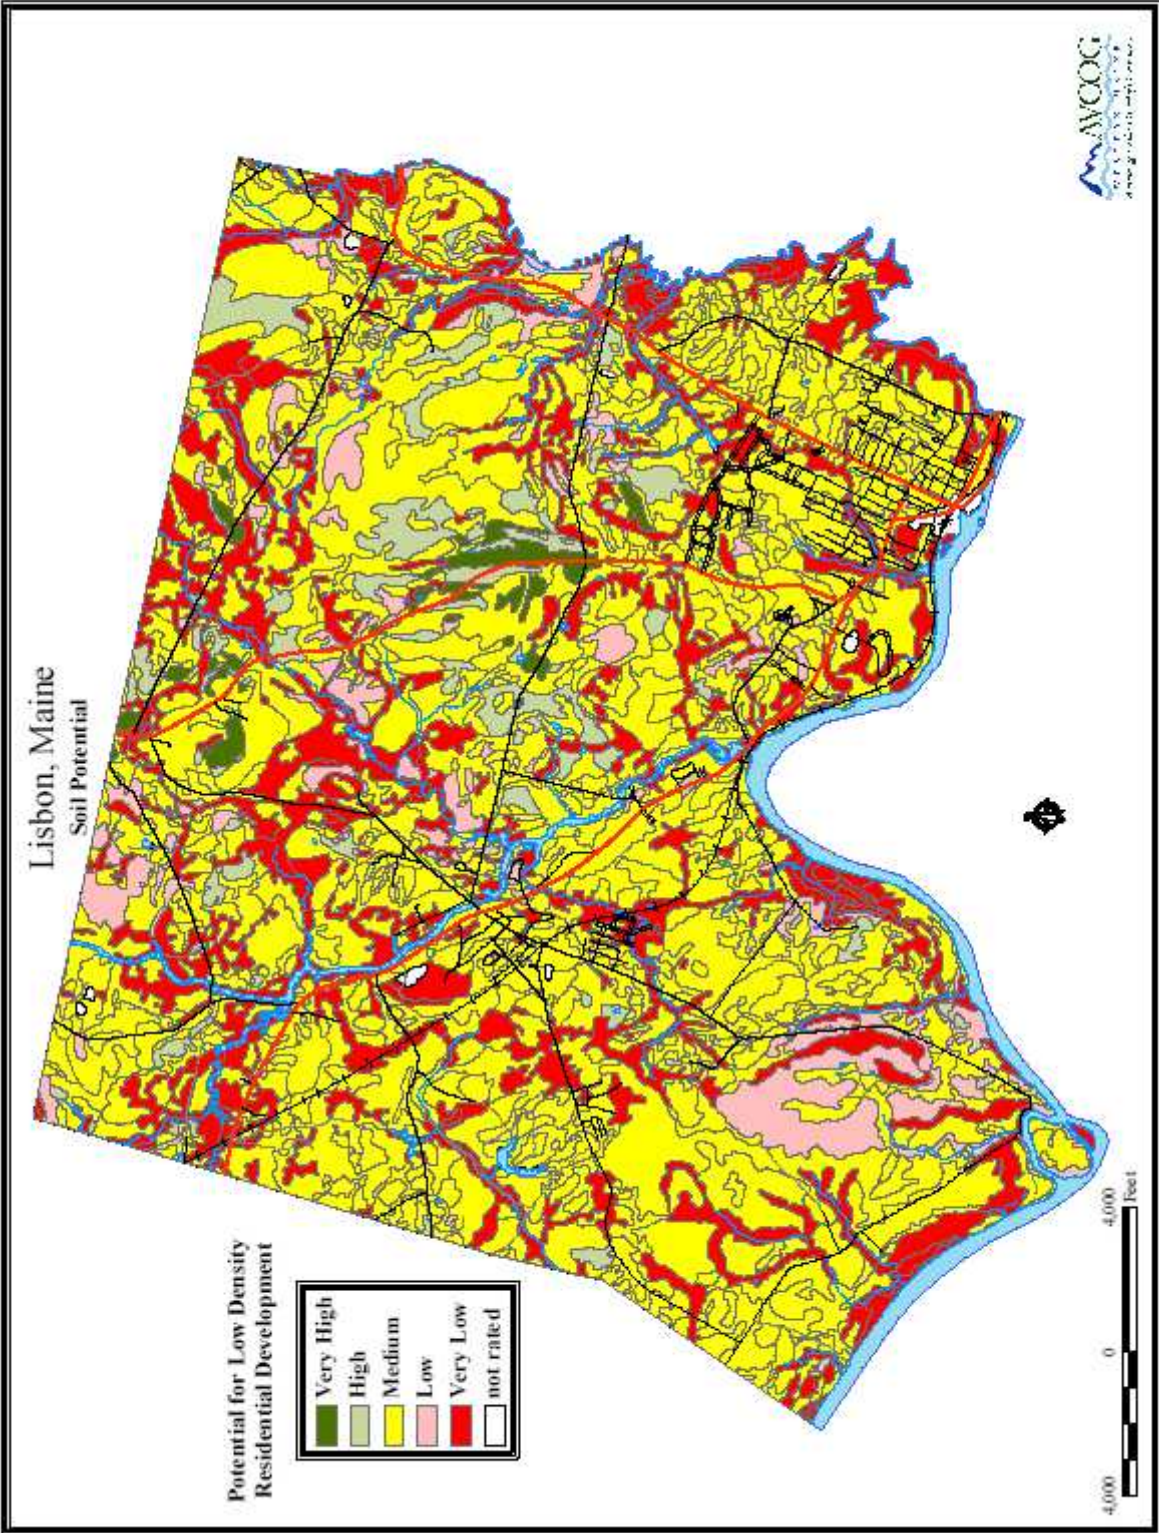 Lisbon, Maine
Soil Potential
Potential for Low Density
Residential Development
Very High
High
Medium
Low
Very Low
not rated
4,000 0 4,000 Feet
AVCOG